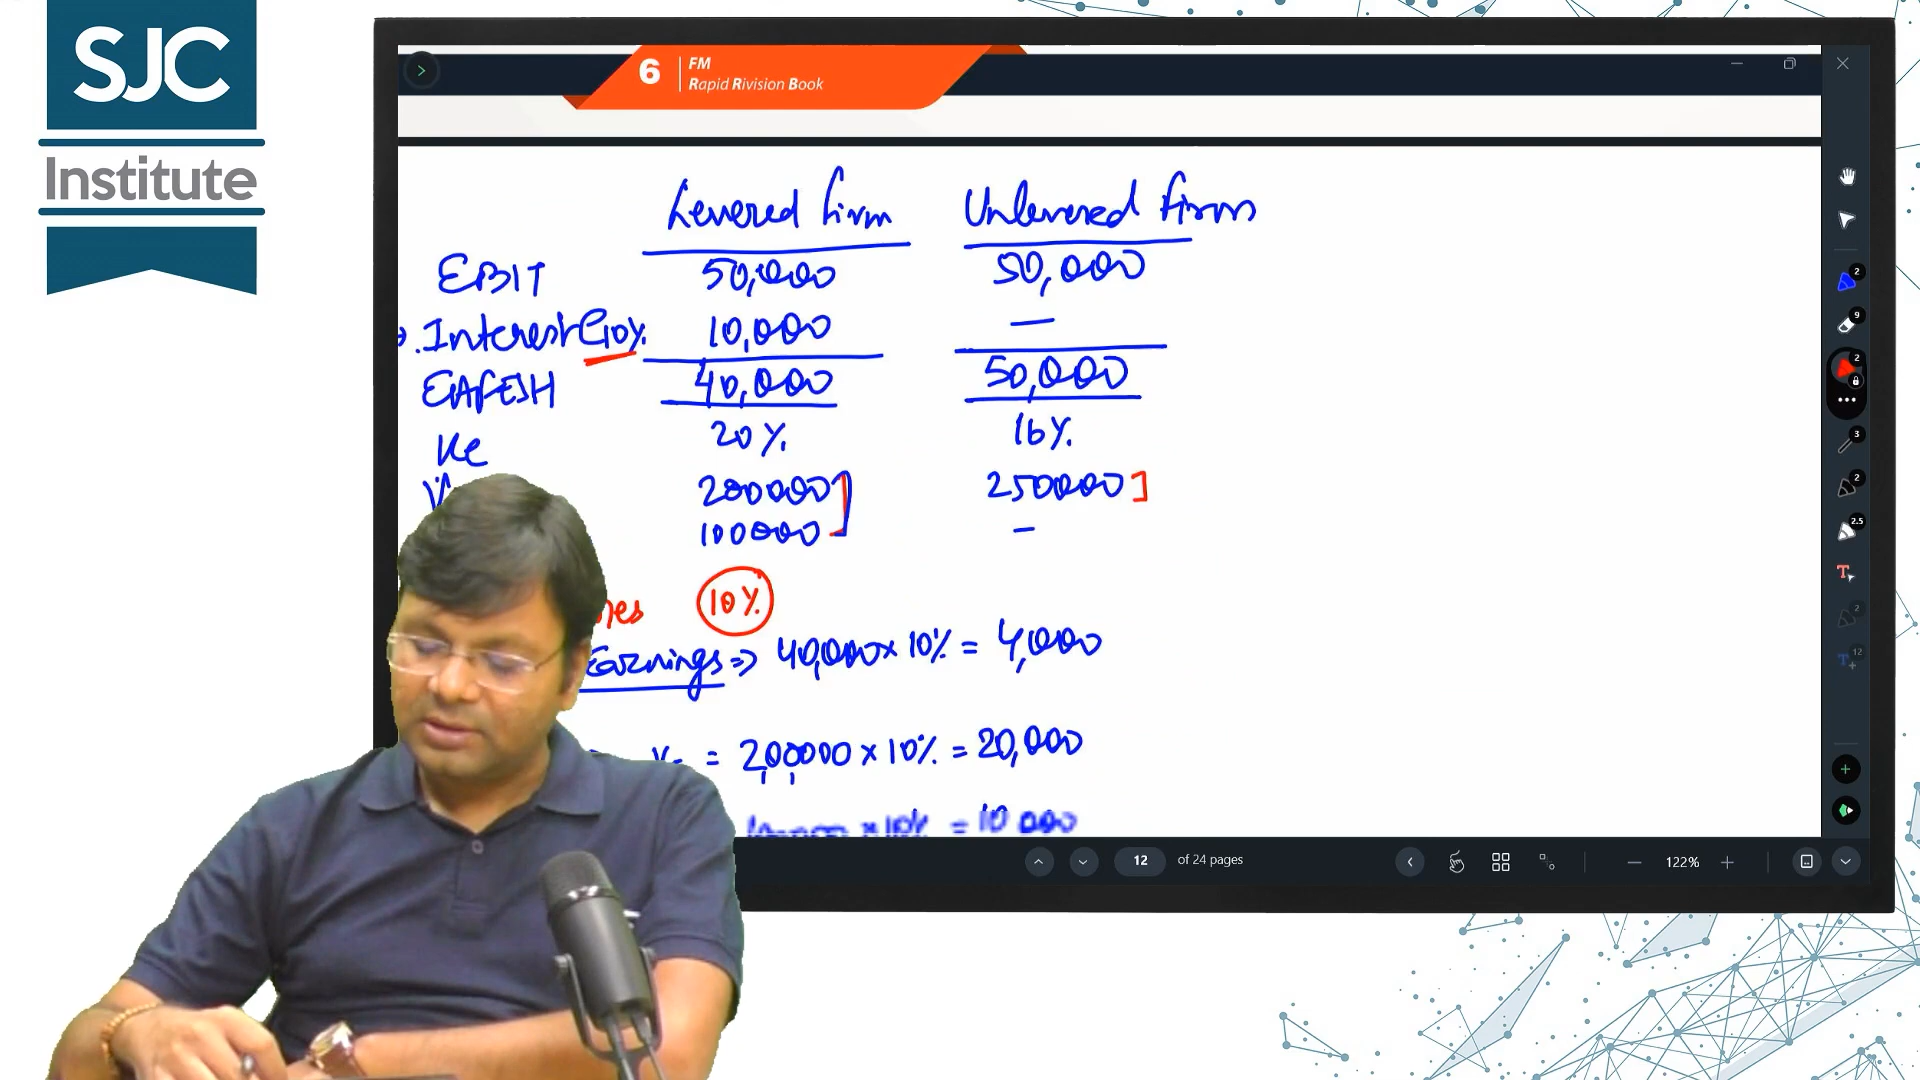 SJC
Institute
6
FM
Rapid Rivision Book
Levered firm Unlevered firm
EBIT 50,000 50,000
Interest@10% 10,000 —
EAFESH 40,000 50,000
Ke 20% 16%
200000 250000
100000 –
10%
Earnings => 40,000 x 10% = 4,000
= 200000 x 10% = 20,000
x 10% = 10 000
12 of 24 pages
122%